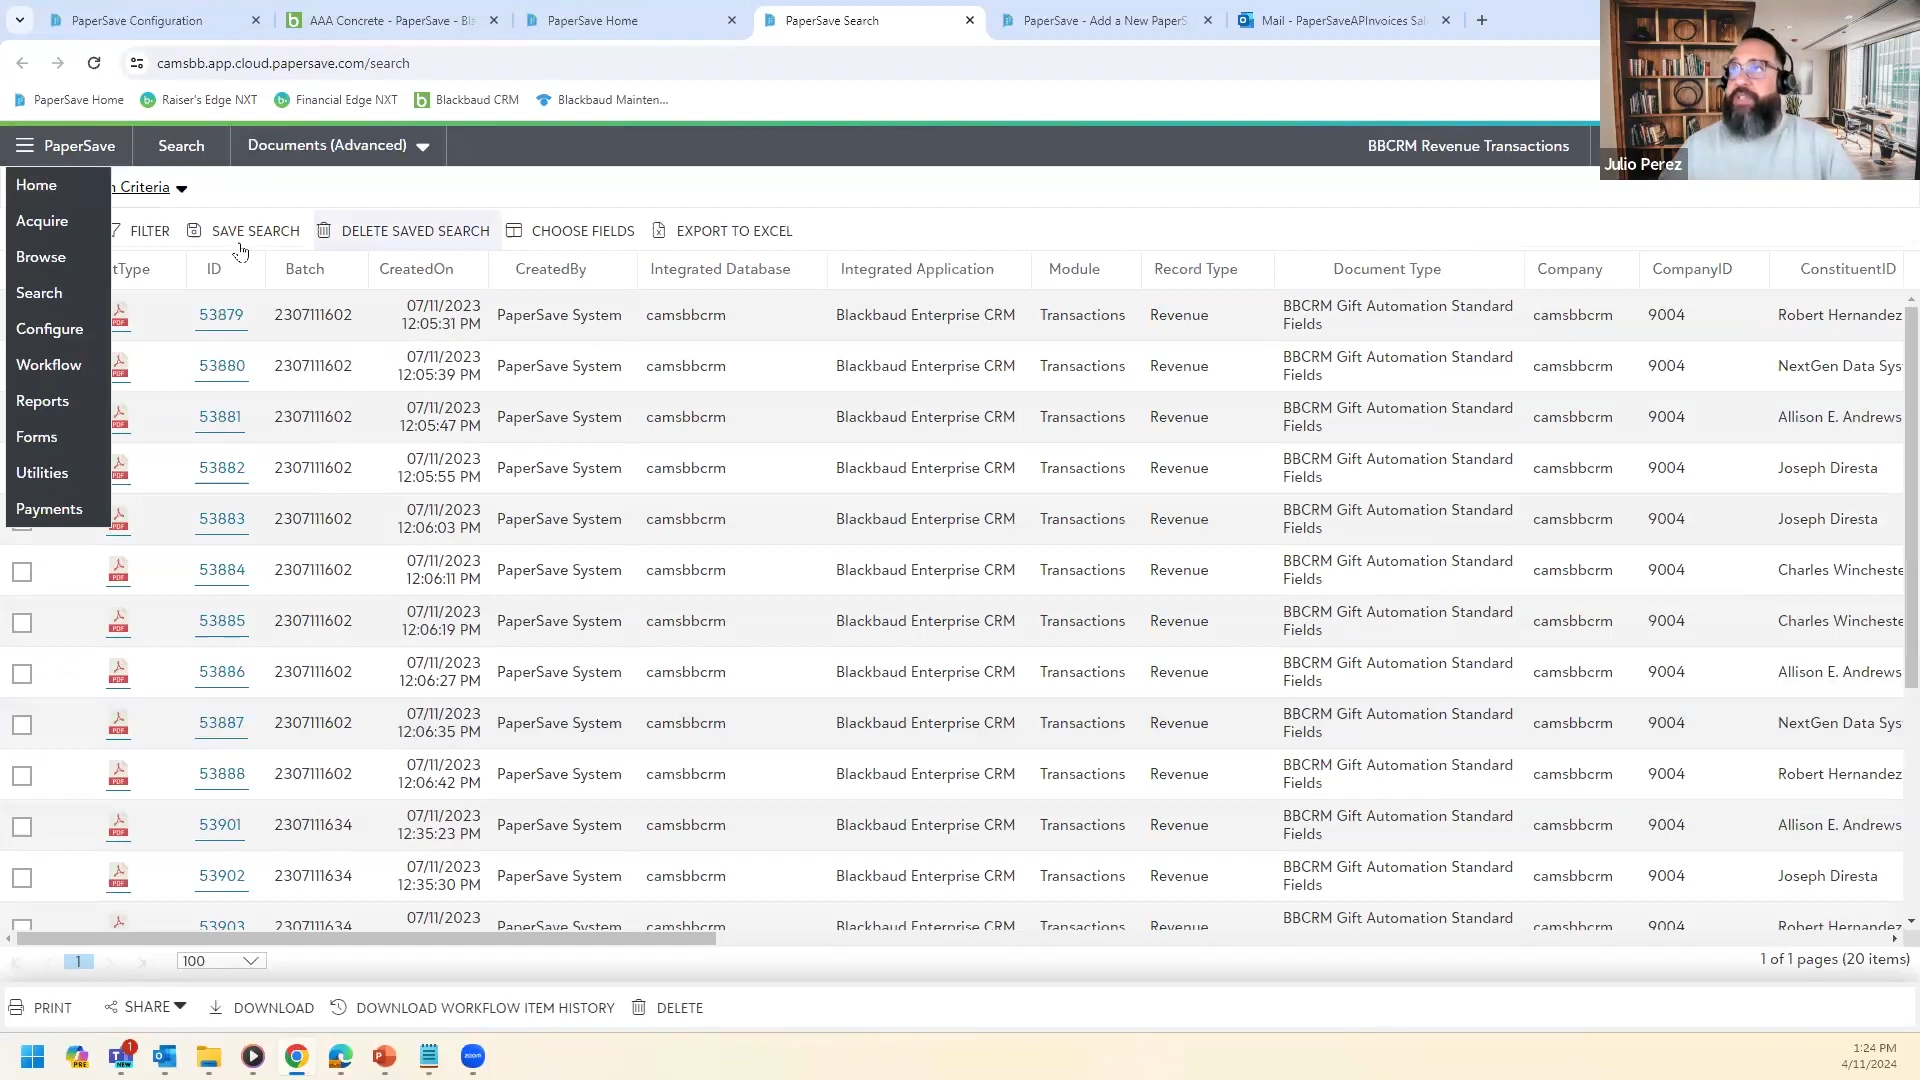 PaperSave Configuration
AAA Concrete - PaperSave - Bla
PaperSave Home
PaperSave Search
PaperSave - Add a New PaperS
Mail - PaperSaveAPInvoices Sal
camsbb.app.cloud.papersave.com/search
PaperSave Home Raiser's Edge NXT Financial Edge NXT Blackbaud CRM Blackbaud Mainten...
PaperSave Search Documents (Advanced) BBCRM Revenue Transactions
Julio Perez
Home
Acquire
Browse
Search
Configure
Workflow
Reports
Forms
Utilities
Payments
n Criteria
FILTER SAVE SEARCH DELETE SAVED SEARCH CHOOSE FIELDS EXPORT TO EXCEL
tType ID Batch CreatedOn CreatedBy Integrated Database Integrated Application Module Record Type Document Type Company CompanyID ConstituentID
53879 2307111602 07/11/2023 12:05:31 PM PaperSave System camsbbcrm Blackbaud Enterprise CRM Transactions Revenue BBCRM Gift Automation Standard Fields camsbbcrm 9004 Robert Hernandez
53880 2307111602 07/11/2023 12:05:39 PM PaperSave System camsbbcrm Blackbaud Enterprise CRM Transactions Revenue BBCRM Gift Automation Standard Fields camsbbcrm 9004 NextGen Data Sys
53881 2307111602 07/11/2023 12:05:47 PM PaperSave System camsbbcrm Blackbaud Enterprise CRM Transactions Revenue BBCRM Gift Automation Standard Fields camsbbcrm 9004 Allison E. Andrews
53882 2307111602 07/11/2023 12:05:55 PM PaperSave System camsbbcrm Blackbaud Enterprise CRM Transactions Revenue BBCRM Gift Automation Standard Fields camsbbcrm 9004 Joseph Diresta
53883 2307111602 07/11/2023 12:06:03 PM PaperSave System camsbbcrm Blackbaud Enterprise CRM Transactions Revenue BBCRM Gift Automation Standard Fields camsbbcrm 9004 Joseph Diresta
53884 2307111602 07/11/2023 12:06:11 PM PaperSave System camsbbcrm Blackbaud Enterprise CRM Transactions Revenue BBCRM Gift Automation Standard Fields camsbbcrm 9004 Charles Wincheste
53885 2307111602 07/11/2023 12:06:19 PM PaperSave System camsbbcrm Blackbaud Enterprise CRM Transactions Revenue BBCRM Gift Automation Standard Fields camsbbcrm 9004 Charles Wincheste
53886 2307111602 07/11/2023 12:06:27 PM PaperSave System camsbbcrm Blackbaud Enterprise CRM Transactions Revenue BBCRM Gift Automation Standard Fields camsbbcrm 9004 Allison E. Andrews
53887 2307111602 07/11/2023 12:06:35 PM PaperSave System camsbbcrm Blackbaud Enterprise CRM Transactions Revenue BBCRM Gift Automation Standard Fields camsbbcrm 9004 NextGen Data Sys
53888 2307111602 07/11/2023 12:06:42 PM PaperSave System camsbbcrm Blackbaud Enterprise CRM Transactions Revenue BBCRM Gift Automation Standard Fields camsbbcrm 9004 Robert Hernandez
53901 2307111634 07/11/2023 12:35:23 PM PaperSave System camsbbcrm Blackbaud Enterprise CRM Transactions Revenue BBCRM Gift Automation Standard Fields camsbbcrm 9004 Allison E. Andrews
53902 2307111634 07/11/2023 12:35:30 PM PaperSave System camsbbcrm Blackbaud Enterprise CRM Transactions Revenue BBCRM Gift Automation Standard Fields camsbbcrm 9004 Joseph Diresta
53903 2307111634 07/11/2023 PaperSave System camsbbcrm Blackbaud Enterprise CRM Transactions Revenue BBCRM Gift Automation Standard camsbbcrm 9004 Robert Hernandez
1 100 1 of 1 pages (20 items)
PRINT SHARE DOWNLOAD DOWNLOAD WORKFLOW ITEM HISTORY DELETE
1:24 PM
4/11/2024